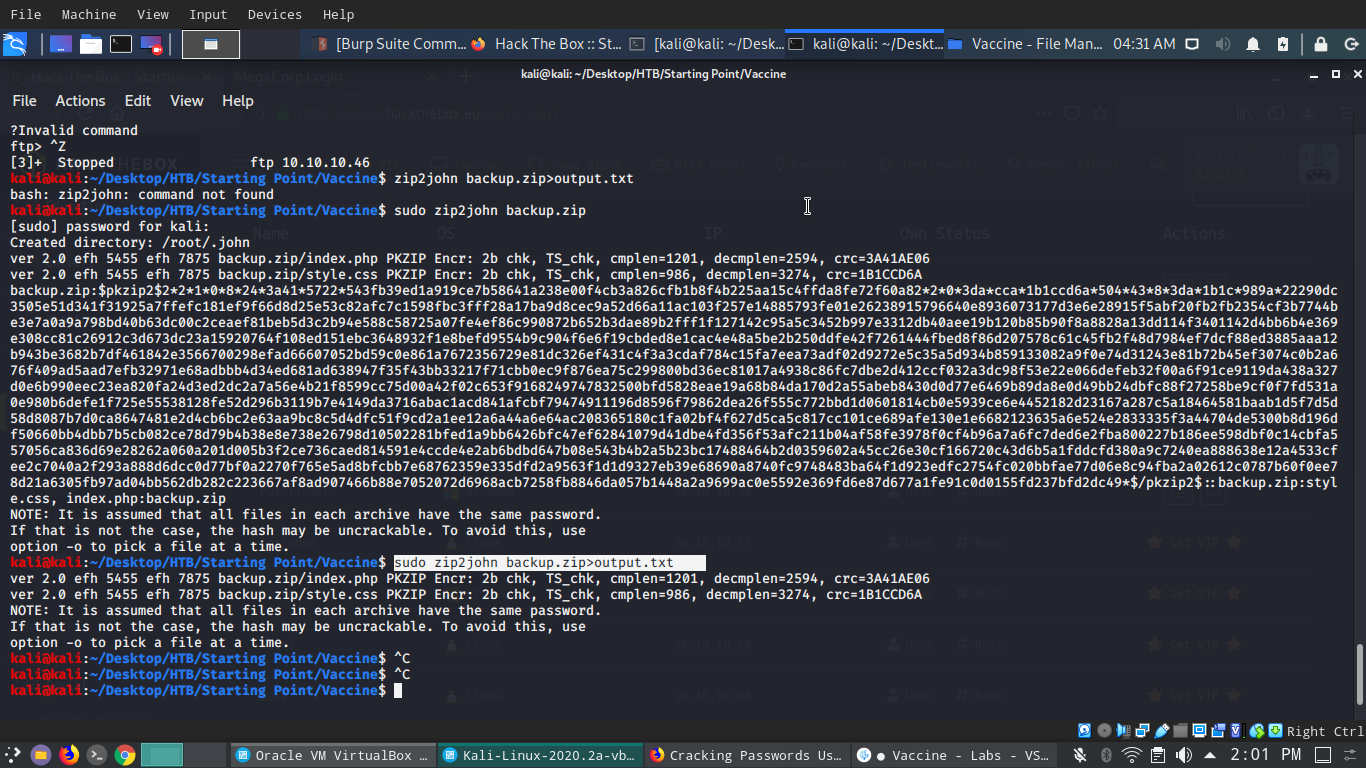 File Machine View Input Devices Help
[Burp Suite Comm... Hack The Box :: St... [kali@kali: ~/Desk... kali@kali: ~/Deskt... Vaccine - File Man... 04:31 AM
kali@kali: ~/Desktop/HTB/Starting Point/Vaccine
File Actions Edit View Help
?Invalid command
ftp> ^Z
[3]+ Stopped ftp 10.10.10.46
kali@kali:~/Desktop/HTB/Starting Point/Vaccine$ zip2john backup.zip>output.txt
bash: zip2john: command not found
kali@kali:~/Desktop/HTB/Starting Point/Vaccine$ sudo zip2john backup.zip
[sudo] password for kali:
Created directory: /root/.john
ver 2.0 efh 5455 efh 7875 backup.zip/index.php PKZIP Encr: 2b chk, TS_chk, cmplen=1201, decmplen=2594, crc=3A41AE06
ver 2.0 efh 5455 efh 7875 backup.zip/style.css PKZIP Encr: 2b chk, TS_chk, cmplen=986, decmplen=3274, crc=1B1CCD6A
backup.zip:$pkzip2$2*2*1*0*8*24*3a41*5722*543fb39ed1a919ce7b58641a238e00f4cb3a826cfb1b8f4b225aa15c4ffda8fe72f60a82*2*0*3da*cca*1b1ccd6a*504*43*8*3da*1b1c*989a*22290dc
3505e51d341f31925a7ffefc181ef9f66d8d25e53c82afc7c1598fbc3fff28a17ba9d8cec9a52d66a11ac103f257e14885793fe01e26238915796640e8936073177d3e6e28915f5abf20fb2fb2354cf3b7744b
e3e7a0a9a798bd40b63dc00c2ceaef81beb5d3c2b94e588c58725a07fe4ef86c990872b652b3dae89b2fff1f127142c95a5c3452b997e3312db40aee19b120b85b90f8a8828a13dd114f3401142d4bb6b4e369
e308cc81c26912c3d673dc23a15920764f108ed151ebc3648932f1e8befd9554b9c904f6e6f19cbded8e1cac4e48a5be2b250ddfe42f7261444fbed8f86d207578c61c45fb2f48d7984ef7dcf88ed3885aaa12
b943be3682b7df461842e3566700298efad66607052bd59c0e861a7672356729e81dc326ef431c4f3a3cdaf784c15fa7eea73adf02d9272e5c35a5d934b859133082a9f0e74d31243e81b72b45ef3074c0b2a6
76f409ad5aad7efb32971e68adbbb4d34ed681ad638947f35f43bb33217f71cbb0ec9f876ea75c299800bd36ec81017a4938c86fc7dbe2d412ccf032a3dc98f53e22e066defeb32f00a6f91ce9119da438a327
d0e6b990eec23ea820fa24d3ed2dc2a7a56e4b21f8599cc75d00a42f02c653f9168249747832500bfd5828eae19a68b84da170d2a55abeb8430d0d77e6469b89da8e0d49bb24dbfc88f27258be9cf0f7fd531a
0e980b6defe1f725e55538128fe52d296b3119b7e4149da3716abac1acd841afcbf79474911196d8596f79862dea26f555c772bbd1d0601814cb0e5939ce6e4452182d23167a287c5a18464581baab1d5f7d5d
58d8087b7d0ca8647481e2d4cb6bc2e63aa9bc8c5d4dfc51f9cd2a1ee12a6a44a6e64ac208365180c1fa02bf4f627d5ca5c817cc101ce689afe130e1e6682123635a6e524e2833335f3a44704de5300b8d196d
f50660bb4dbb7b5cb082ce78d79b4b38e8e738e26798d10502281bfed1a9bb6426bfc47ef62841079d41dbe4fd356f53afc211b04af58fe3978f0cf4b96a7a6fc7ded6e2fba800227b186ee598dbf0c14cbfa5
57056ca836d69e28262a060a201d005b3f2ce736caed814591e4ccde4e2ab6bdbd647b08e543b4b2a5b23bc17488464b2d0359602a45cc26e30cf166720c43d6b5a1fddcfd380a9c7240ea888638e12a4533cf
ee2c7040a2f293a888d6dcc0d77bf0a2270f765e5ad8bfcbb7e68762359e335dfd2a9563f1d1d9327eb39e68690a8740fc9748483ba64f1d923edfc2754fc020bbfae77d06e8c94fba2a02612c0787b60f0ee7
8d21a6305fb97ad04bb562db282c223667af8ad907466b88e7052072d6968acb7258fb8846da057b1448a2a9699ac0e5592e369fd6e87d677a1fe91c0d0155fd237bfd2dc49*$/pkzip2$::backup.zip:styl
e.css, index.php:backup.zip
NOTE: It is assumed that all files in each archive have the same password.
If that is not the case, the hash may be uncrackable. To avoid this, use
option -o to pick a file at a time.
kali@kali:~/Desktop/HTB/Starting Point/Vaccine$ sudo zip2john backup.zip>output.txt
ver 2.0 efh 5455 efh 7875 backup.zip/index.php PKZIP Encr: 2b chk, TS_chk, cmplen=1201, decmplen=2594, crc=3A41AE06
ver 2.0 efh 5455 efh 7875 backup.zip/style.css PKZIP Encr: 2b chk, TS_chk, cmplen=986, decmplen=3274, crc=1B1CCD6A
NOTE: It is assumed that all files in each archive have the same password.
If that is not the case, the hash may be uncrackable. To avoid this, use
option -o to pick a file at a time.
kali@kali:~/Desktop/HTB/Starting Point/Vaccine$ ^C
kali@kali:~/Desktop/HTB/Starting Point/Vaccine$ ^C
kali@kali:~/Desktop/HTB/Starting Point/Vaccine$
Right Ctrl
Oracle VM VirtualBox ... Kali-Linux-2020.2a-vb... Cracking Passwords Us... Vaccine - Labs - VS... 2:01 PM